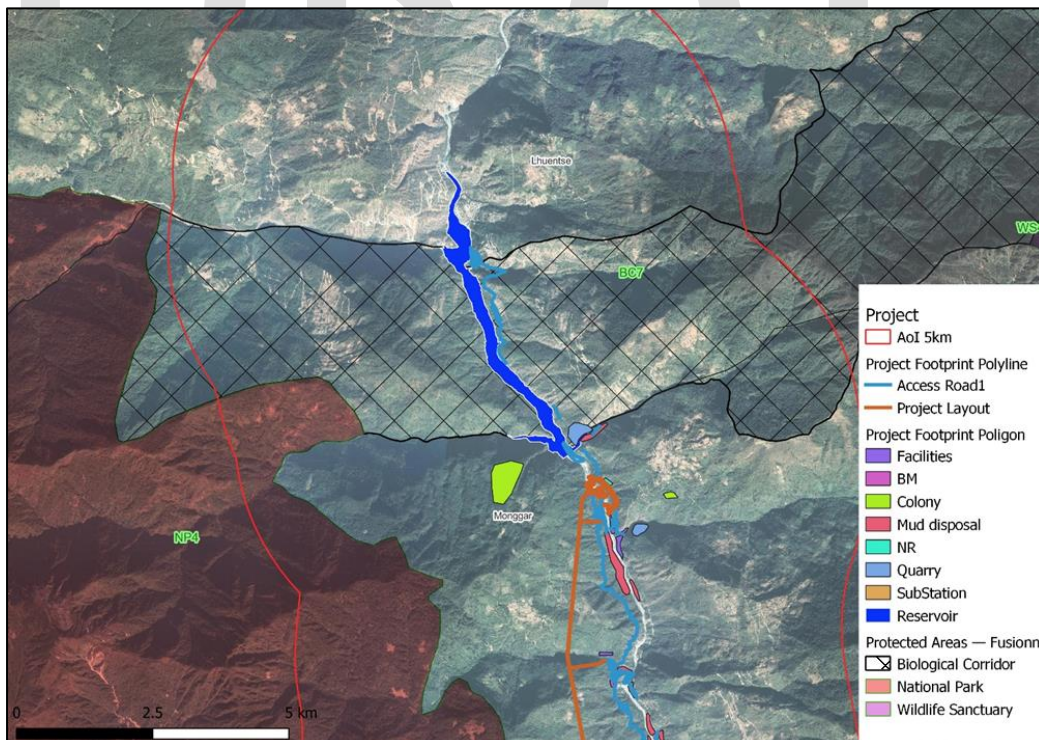 Lhuentse
WS
BC7
Monggar
NP4
0 2.5 5 km
Project
AoI 5km
Project Footprint Polyline
Access Road1
Project Layout
Project Footprint Poligon
Facilities
BM
Colony
Mud disposal
NR
Quarry
SubStation
Reservoir
Protected Areas — Fusionn
Biological Corridor
National Park
Wildlife Sanctuary